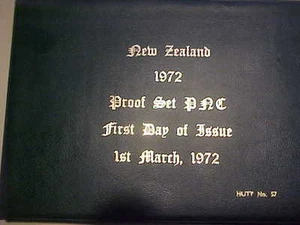 New Zealand
1972
Proof Set PNC
First Day of Issue
1st March, 1972
HUTT No. 57